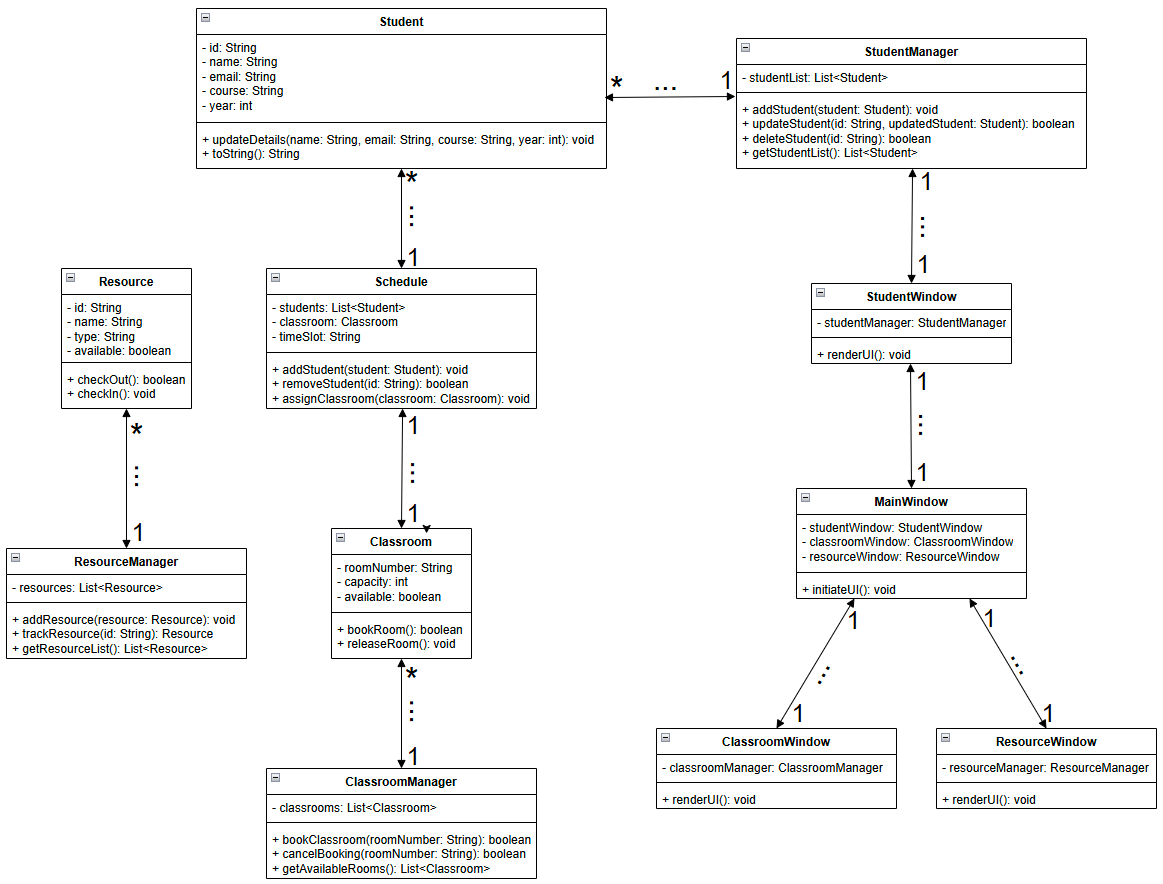 Student
- id: String
- name: String
- email: String
- course: String
- year: int
+ updateDetails(name: String, email: String, course: String, year: int): void
+ toString(): String
* ... 1
StudentManager
- studentList: List<Student>
+ addStudent(student: Student): void
+ updateStudent(id: String, updatedStudent: Student): boolean
+ deleteStudent(id: String): boolean
+ getStudentList(): List<Student>
*
...
1
1
...
1
Resource
- id: String
- name: String
- type: String
- available: boolean
+ checkOut(): boolean
+ checkIn(): void
Schedule
- students: List<Student>
- classroom: Classroom
- timeSlot: String
+ addStudent(student: Student): void
+ removeStudent(id: String): boolean
+ assignClassroom(classroom: Classroom): void
StudentWindow
- studentManager: StudentManager
+ renderUI(): void
*
...
1
1
...
1
1
...
1
ResourceManager
- resources: List<Resource>
+ addResource(resource: Resource): void
+ trackResource(id: String): Resource
+ getResourceList(): List<Resource>
Classroom
- roomNumber: String
- capacity: int
- available: boolean
+ bookRoom(): boolean
+ releaseRoom(): void
MainWindow
- studentWindow: StudentWindow
- classroomWindow: ClassroomWindow
- resourceWindow: ResourceWindow
+ initiateUI(): void
*
...
1
1
...
1
1
...
1
ClassroomManager
- classrooms: List<Classroom>
+ bookClassroom(roomNumber: String): boolean
+ cancelBooking(roomNumber: String): boolean
+ getAvailableRooms(): List<Classroom>
ClassroomWindow
- classroomManager: ClassroomManager
+ renderUI(): void
ResourceWindow
- resourceManager: ResourceManager
+ renderUI(): void